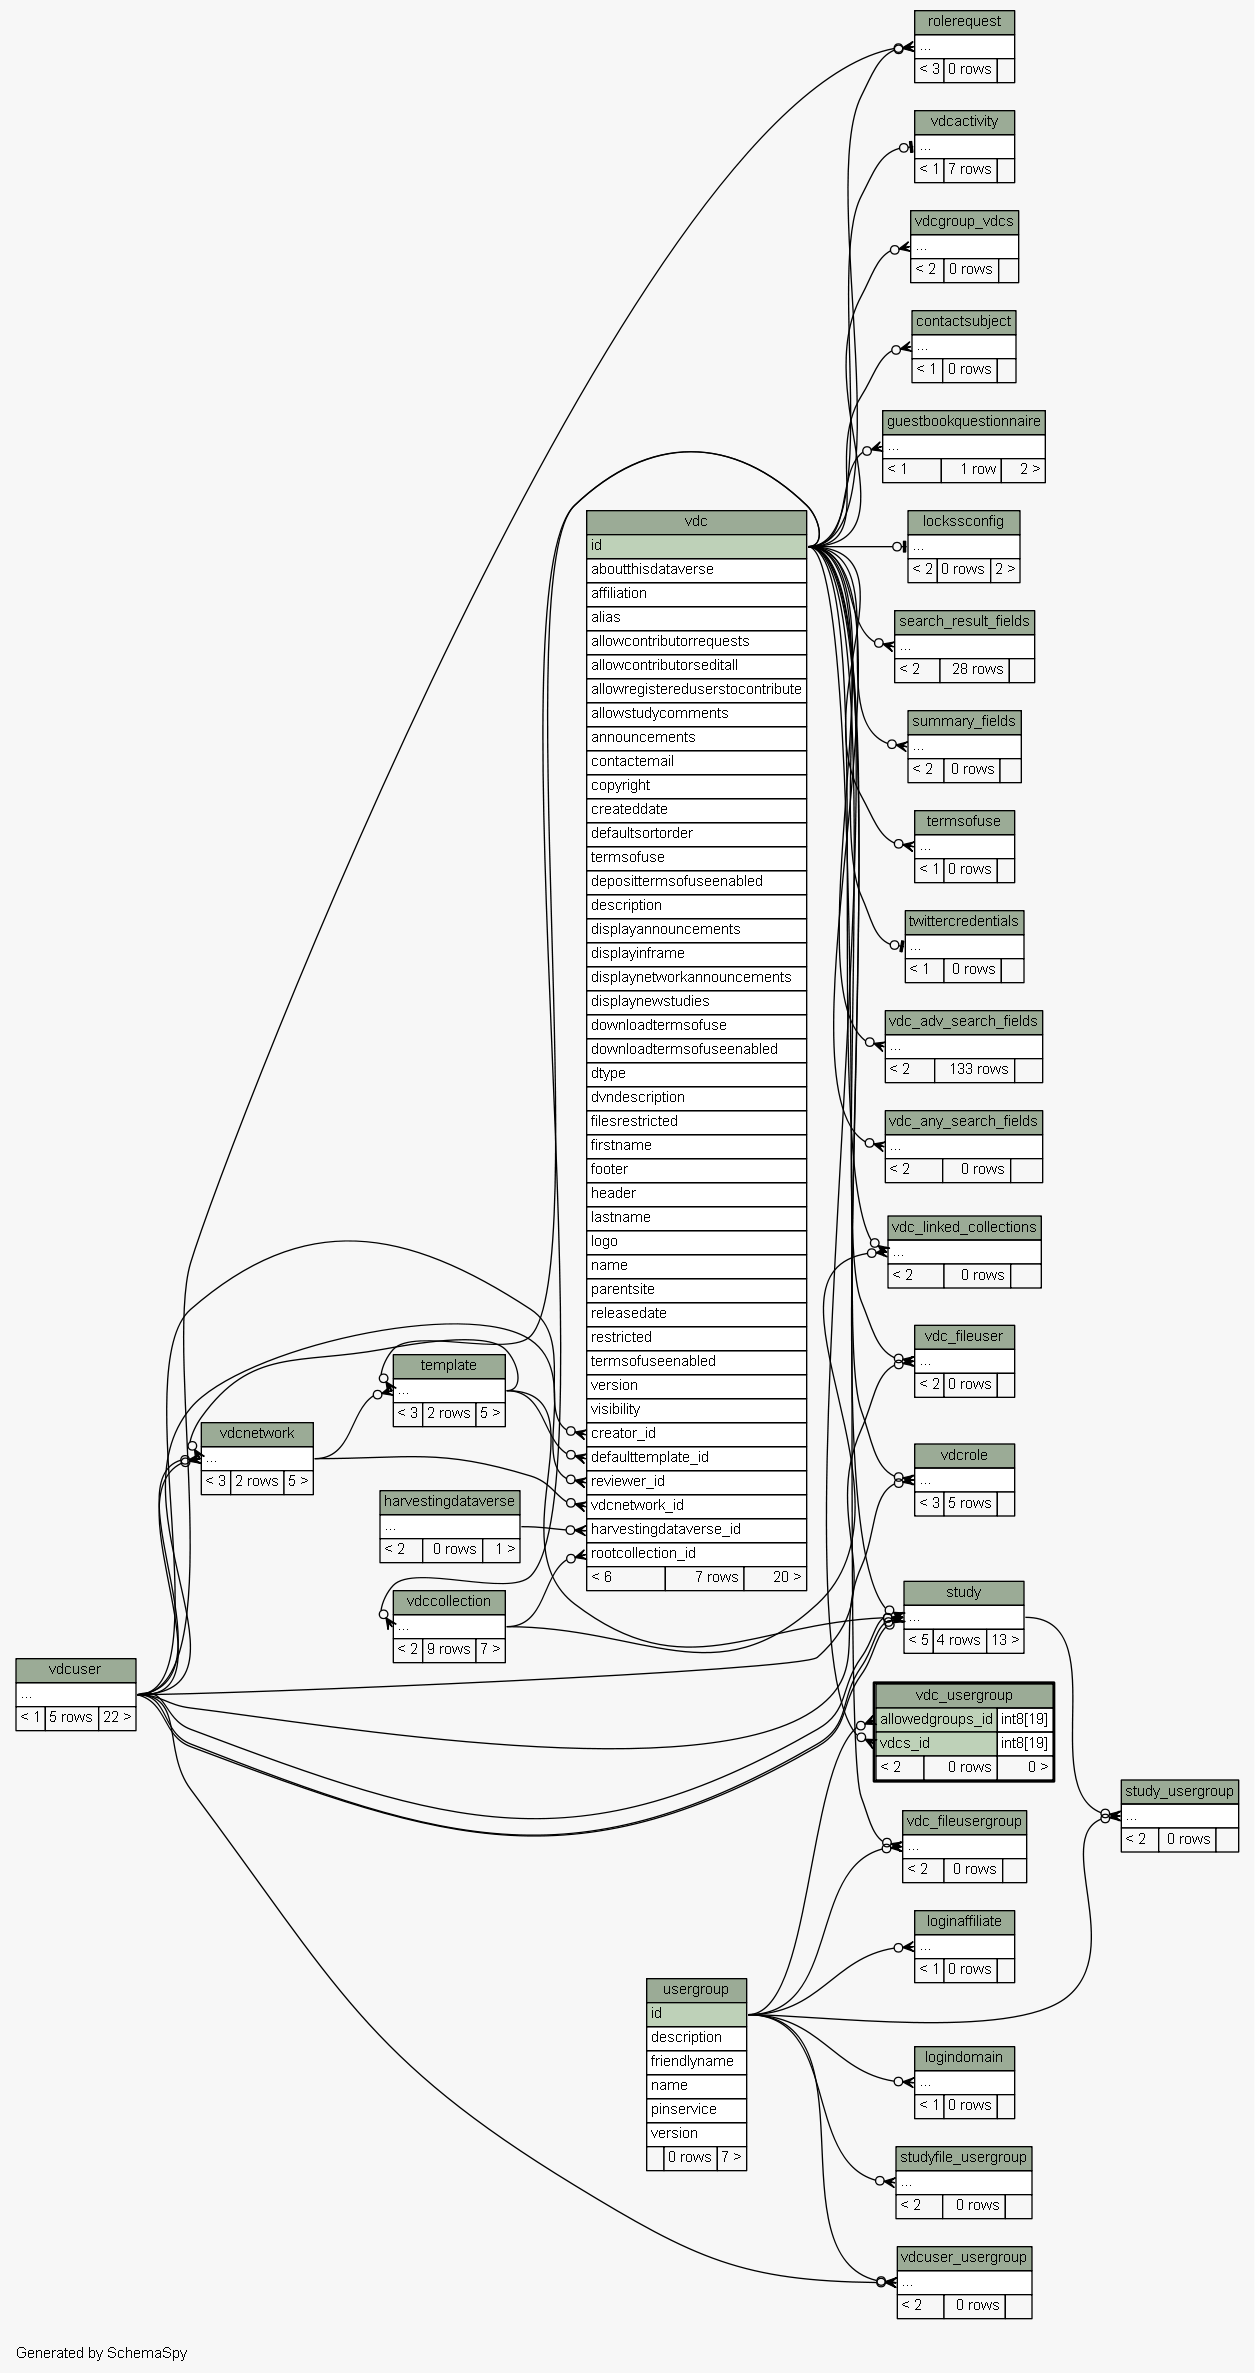 rolerequest
...
< 3 0 rows
vdcactivity
...
< 1 7 rows
vdcgroup_vdcs
...
< 2 0 rows
contactsubject
...
< 1 0 rows
guestbookquestionnaire
...
< 1 1 row 2 >
lockssconfig
...
< 2 0 rows 2 >
search_result_fields
...
< 2 28 rows
summary_fields
...
< 2 0 rows
termsofuse
...
< 1 0 rows
twittercredentials
...
< 1 0 rows
vdc_adv_search_fields
...
< 2 133 rows
vdc_any_search_fields
...
< 2 0 rows
vdc_linked_collections
...
< 2 0 rows
vdc_fileuser
...
< 2 0 rows
vdcrole
...
< 3 5 rows
study
...
< 5 4 rows 13 >
vdc_usergroup
allowedgroups_id int8[19]
vdcs_id int8[19]
< 2 0 rows 0 >
study_usergroup
...
< 2 0 rows
vdc_fileusergroup
...
< 2 0 rows
loginaffiliate
...
< 1 0 rows
logindomain
...
< 1 0 rows
studyfile_usergroup
...
< 2 0 rows
vdcuser_usergroup
...
< 2 0 rows
vdc
id
aboutthisdataverse
affiliation
alias
allowcontributorrequests
allowcontributorseditall
allowregistereduserstocontribute
allowstudycomments
announcements
contactemail
copyright
createddate
defaultsortorder
termsofuse
deposittermsofuseenabled
description
displayannouncements
displayinframe
displaynetworkannouncements
displaynewstudies
downloadtermsofuse
downloadtermsofuseenabled
dtype
dvndescription
filesrestricted
firstname
footer
header
lastname
logo
name
parentsite
releasedate
restricted
termsofuseenabled
version
visibility
creator_id
defaulttemplate_id
reviewer_id
vdcnetwork_id
harvestingdataverse_id
rootcollection_id
< 6 7 rows 20 >
template
...
< 3 2 rows 5 >
vdcnetwork
...
< 3 2 rows 5 >
harvestingdataverse
...
< 2 0 rows 1 >
vdccollection
...
< 2 9 rows 7 >
vdcuser
...
< 1 5 rows 22 >
usergroup
id
description
friendlyname
name
pinservice
version
0 rows 7 >
Generated by SchemaSpy